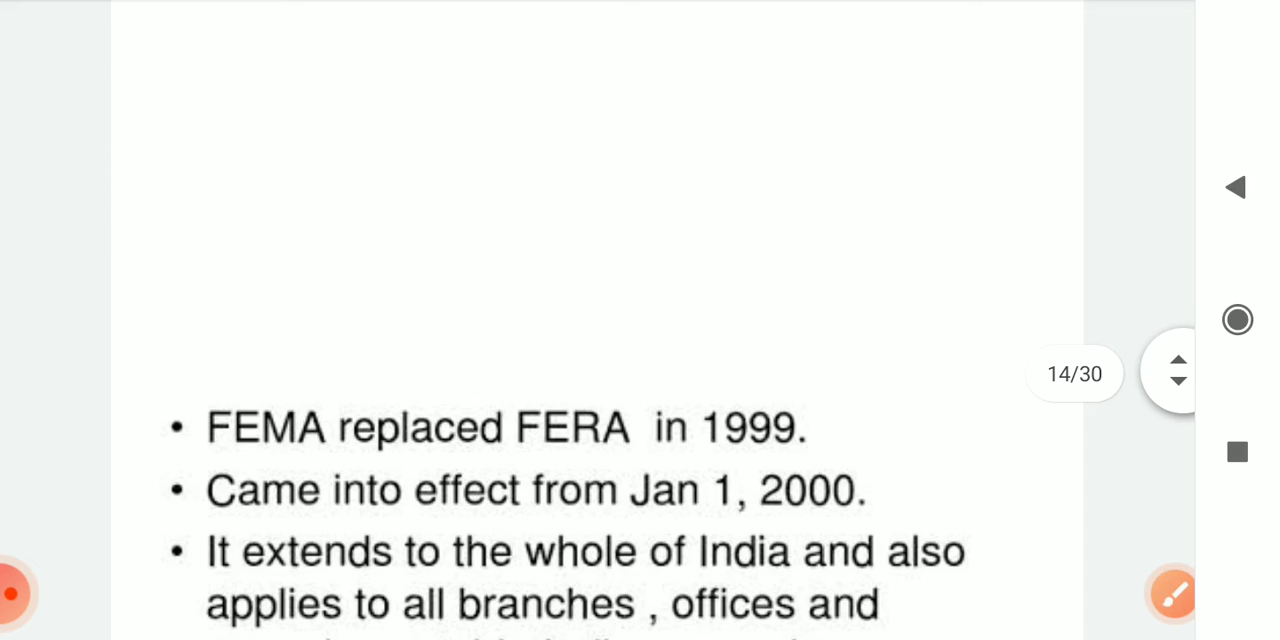 14/30
• FEMA replaced FERA in 1999.
• Came into effect from Jan 1, 2000.
• It extends to the whole of India and also
applies to all branches , offices and